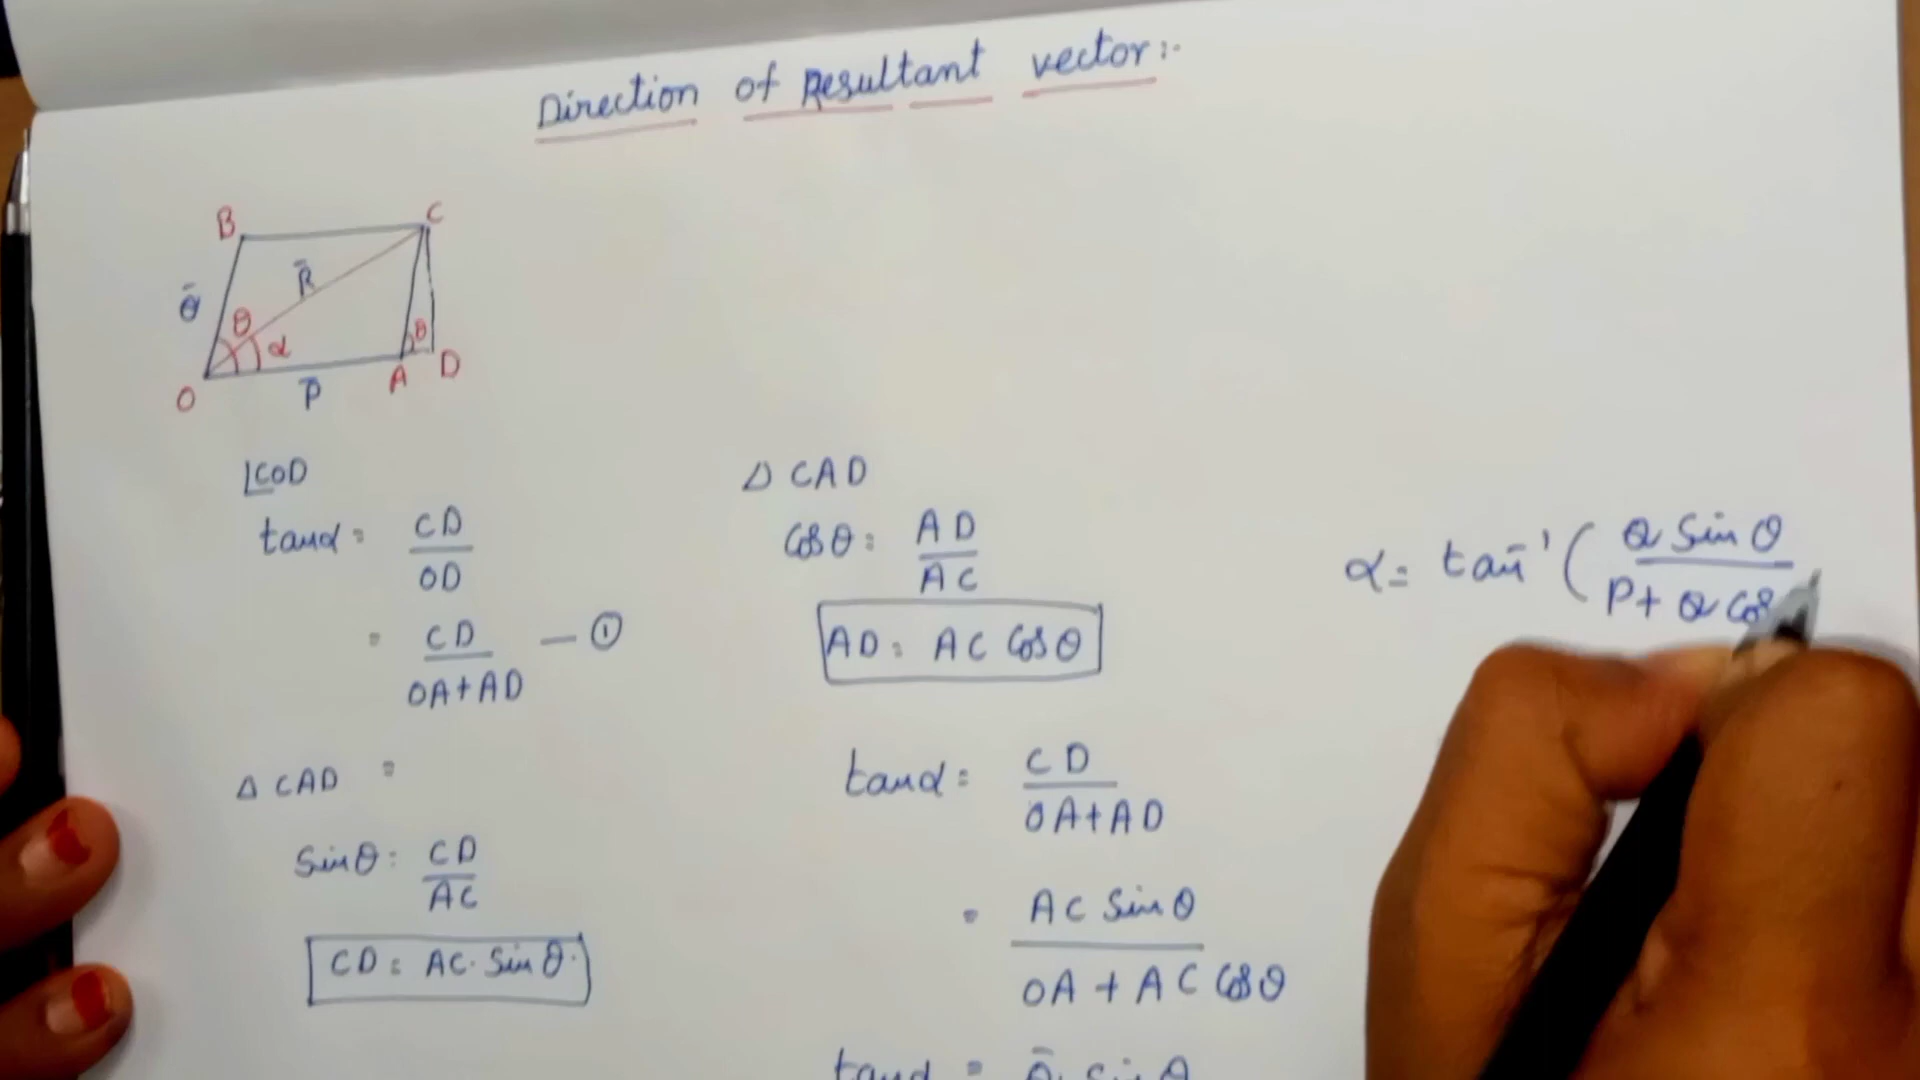 Direction of Resultant vector:-
B
C
R̄
Q̄
θ
α
θ
O
P̄
A
D
∠COD
tanα = CD / OD
= CD / OA+AD — ①
Δ CAD =
Sinθ = CD / AC
CD = AC. Sinθ.
Δ CAD
Cosθ = AD / AC
AD = AC Cosθ
tanα = CD / OA+AD
= AC Sinθ / OA + AC Cosθ
tanα = Q̄ Sinθ
α = tan⁻¹ ( Q Sinθ / P+ Q Cos